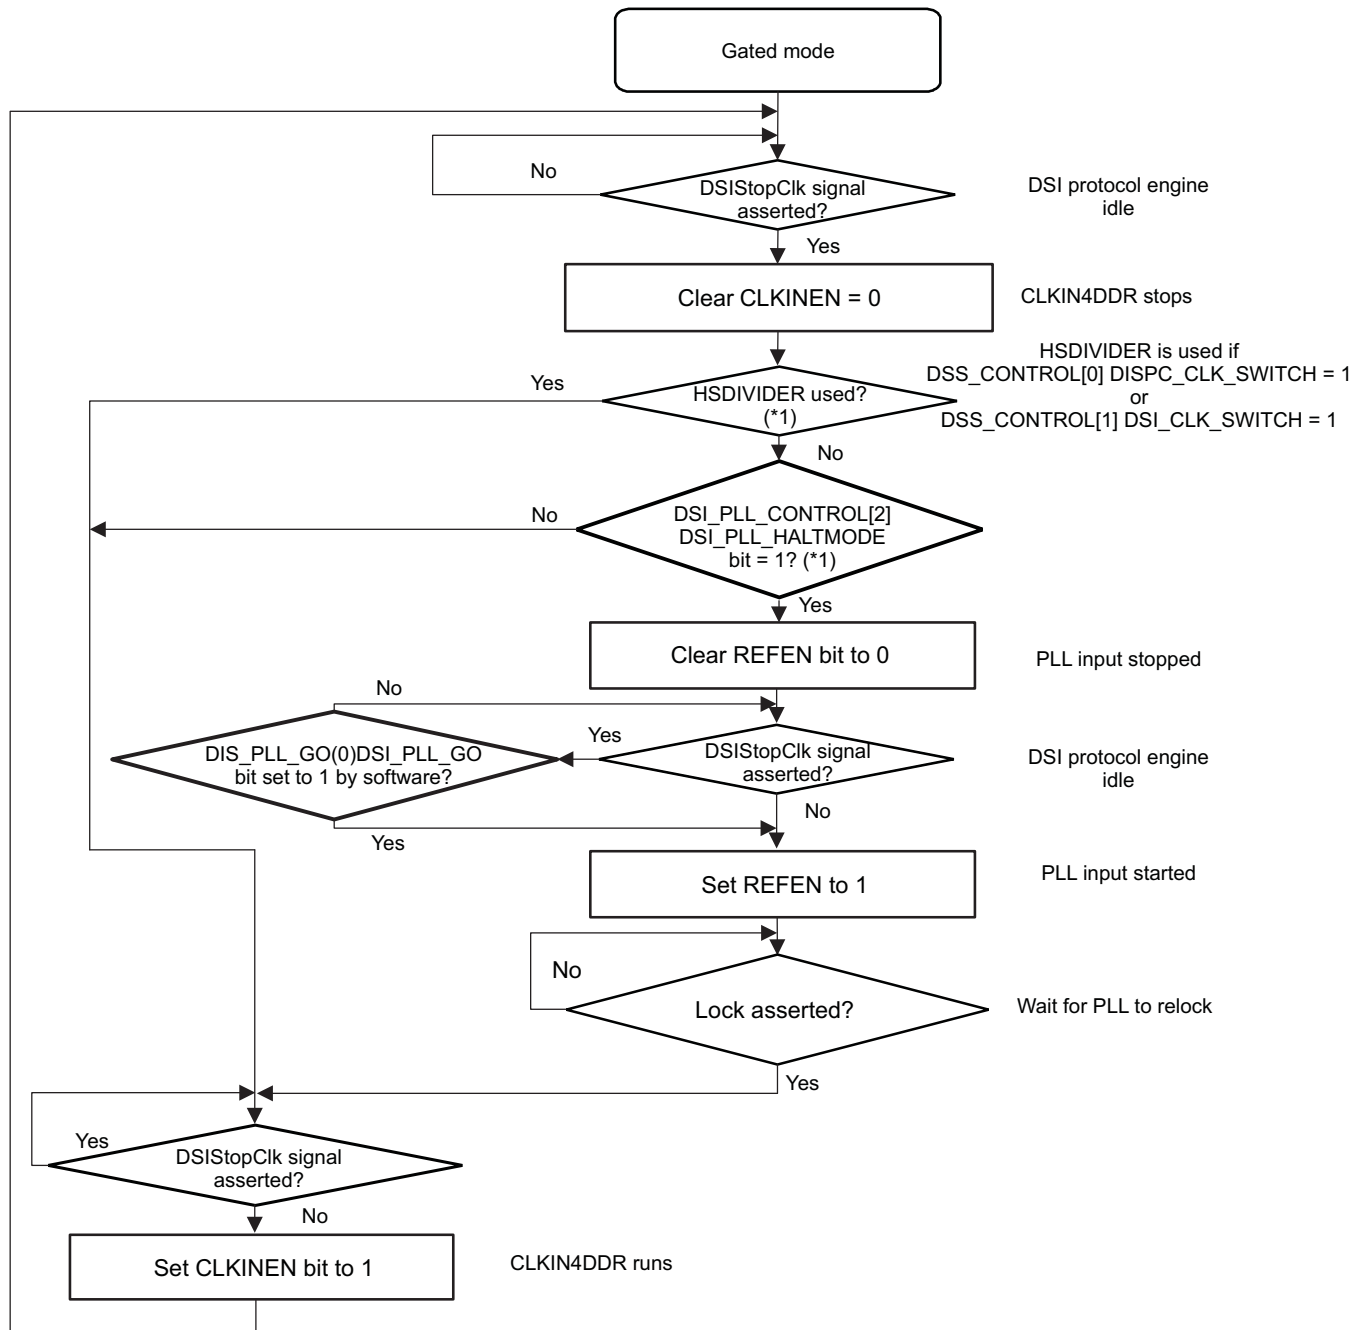 Gated mode
No
DSIStopClk signal
asserted?
DSI protocol engine
idle
Yes
Clear CLKINEN = 0
CLKIN4DDR stops
HSDIVIDER is used if
DSS_CONTROL[0] DISPC_CLK_SWITCH = 1
or
DSS_CONTROL[1] DSI_CLK_SWITCH = 1
Yes
HSDIVIDER used?
(*1)
No
No
DSI_PLL_CONTROL[2]
DSI_PLL_HALTMODE
bit = 1? (*1)
Yes
Clear REFEN bit to 0
PLL input stopped
No
DIS_PLL_GO(0)DSI_PLL_GO
bit set to 1 by software?
Yes
DSIStopClk signal
asserted?
DSI protocol engine
idle
No
Yes
Set REFEN to 1
PLL input started
No
Lock asserted?
Wait for PLL to relock
Yes
Yes
DSIStopClk signal
asserted?
No
Set CLKINEN bit to 1
CLKIN4DDR runs